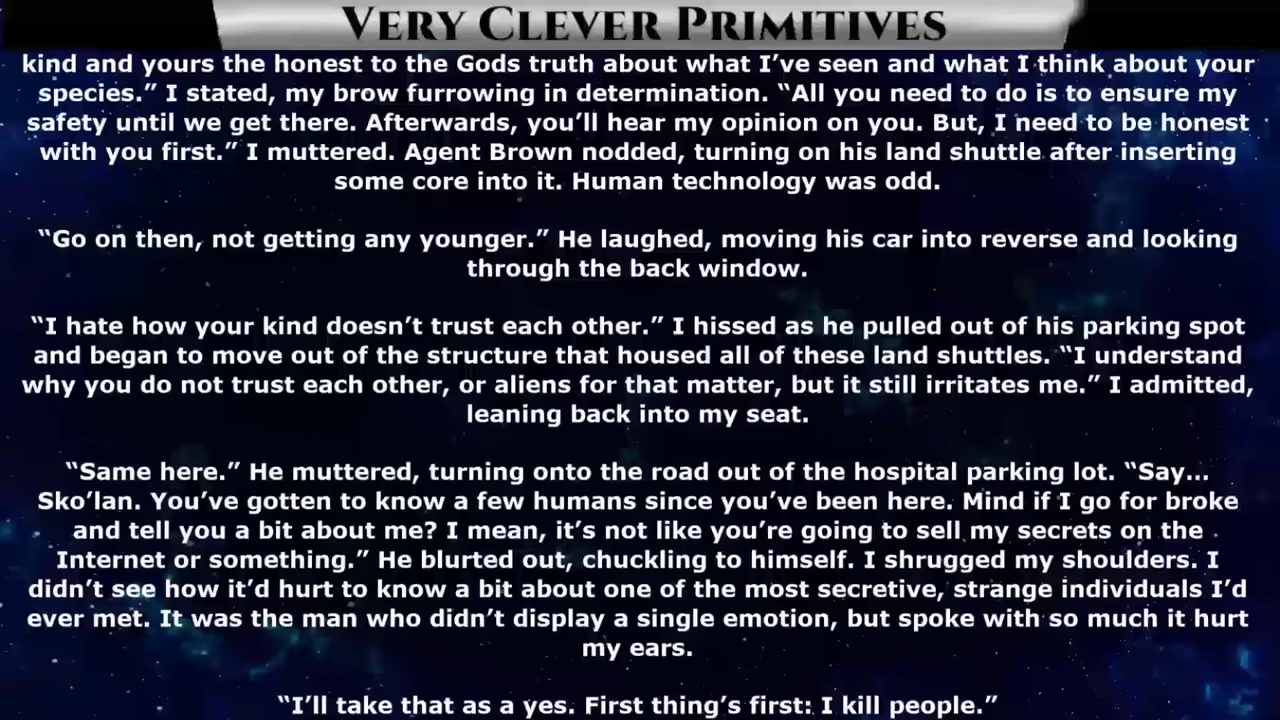 VERY CLEVER PRIMITIVES
kind and yours the honest to the Gods truth about what I’ve seen and what I think about your
species.” I stated, my brow furrowing in determination. “All you need to do is to ensure my
safety until we get there. Afterwards, you’ll hear my opinion on you. But, I need to be honest
with you first.” I muttered. Agent Brown nodded, turning on his land shuttle after inserting
some core into it. Human technology was odd.
“Go on then, not getting any younger.” He laughed, moving his car into reverse and looking
through the back window.
“I hate how your kind doesn’t trust each other.” I hissed as he pulled out of his parking spot
and began to move out of the structure that housed all of these land shuttles. “I understand
why you do not trust each other, or aliens for that matter, but it still irritates me.” I admitted,
leaning back into my seat.
“Same here.” He muttered, turning onto the road out of the hospital parking lot. “Say...
Sko’lan. You’ve gotten to know a few humans since you’ve been here. Mind if I go for broke
and tell you a bit about me? I mean, it’s not like you’re going to sell my secrets on the
Internet or something.” He blurted out, chuckling to himself. I shrugged my shoulders. I
didn’t see how it’d hurt to know a bit about one of the most secretive, strange individuals I’d
ever met. It was the man who didn’t display a single emotion, but spoke with so much it hurt
my ears.
“I’ll take that as a yes. First thing’s first: I kill people.”